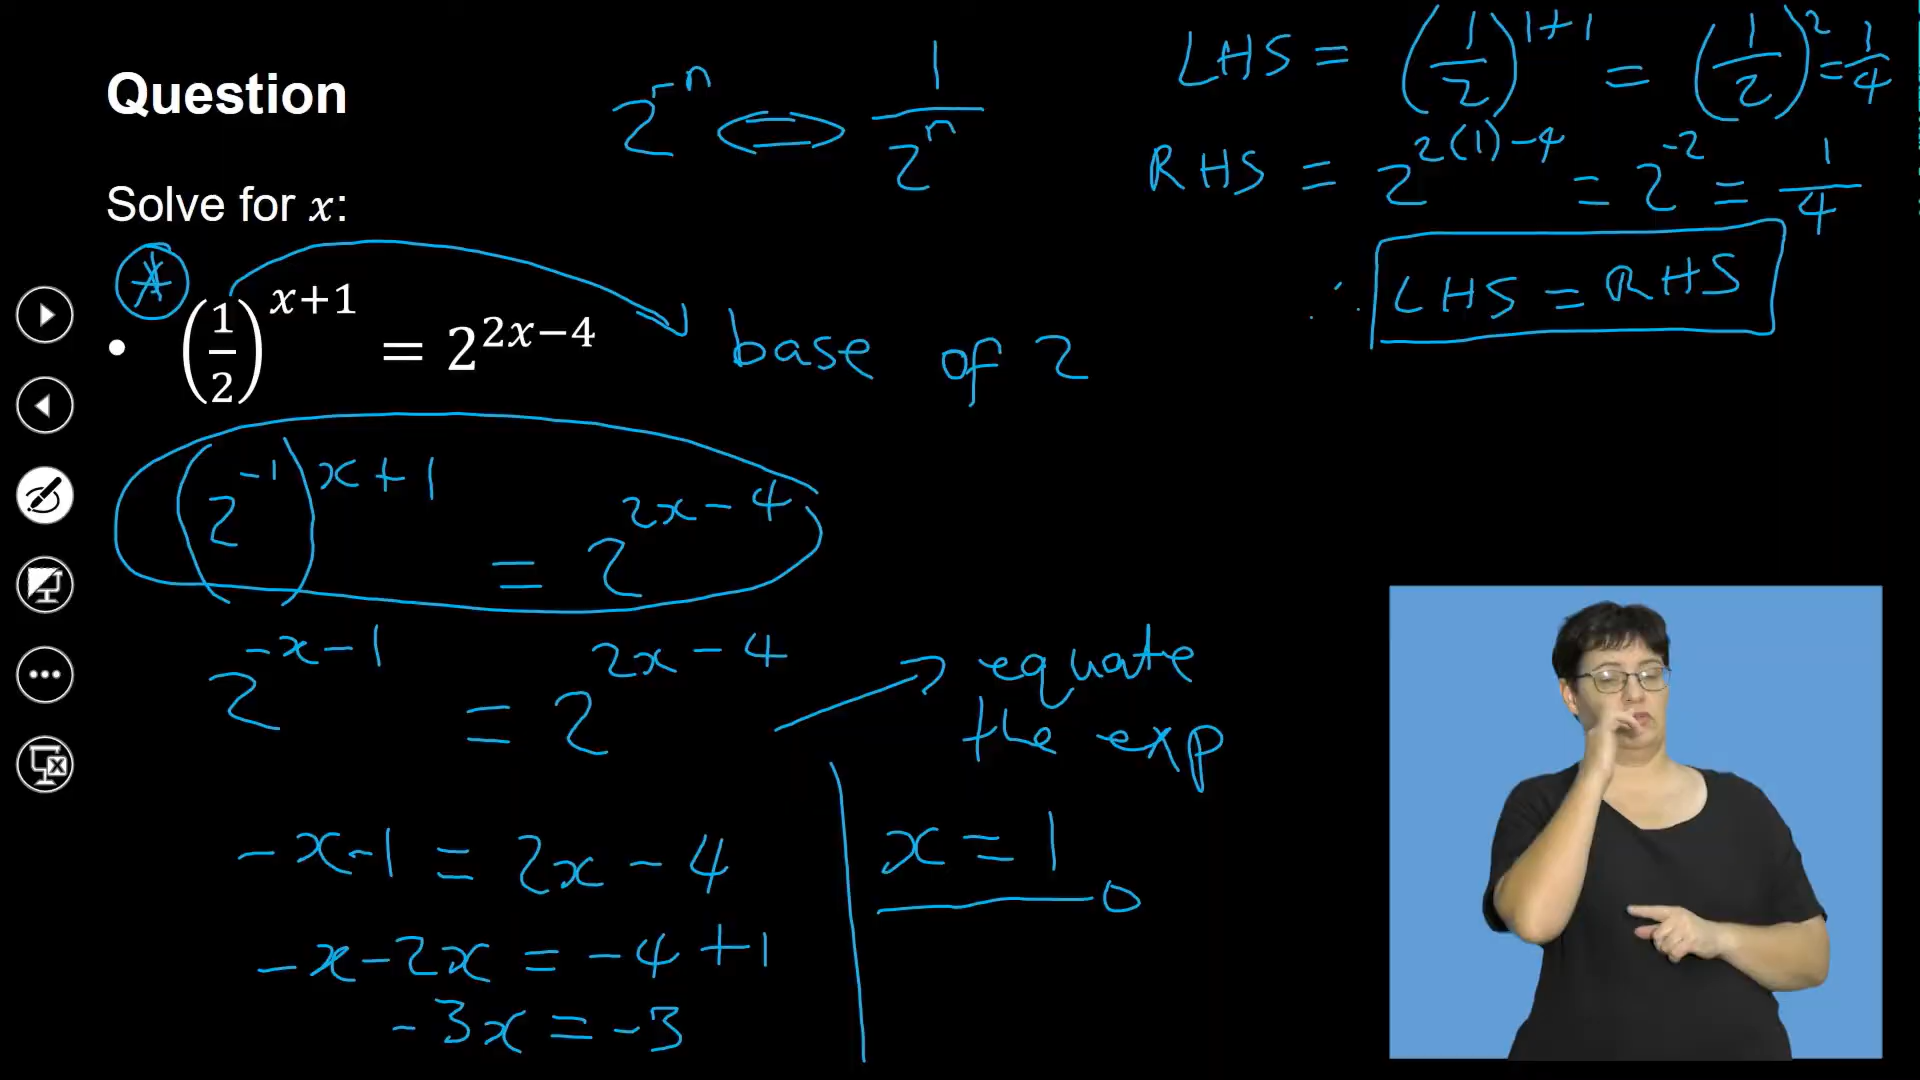 Question
Solve for x:
• (1/2)^(x+1) = 2^(2x−4)
2^(-n) ⇔ 1/2^n
base of 2
LHS = (1/2)^(1+1) = (1/2)^2 = 1/4
RHS = 2^(2(1)-4) = 2^(-2) = 1/4
∴ LHS = RHS
(2^(-1))^(x+1) = 2^(2x-4)
2^(-x-1) = 2^(2x-4) → equate
the exp
-x-1 = 2x-4
-x-2x = -4+1
-3x = -3
x = 1